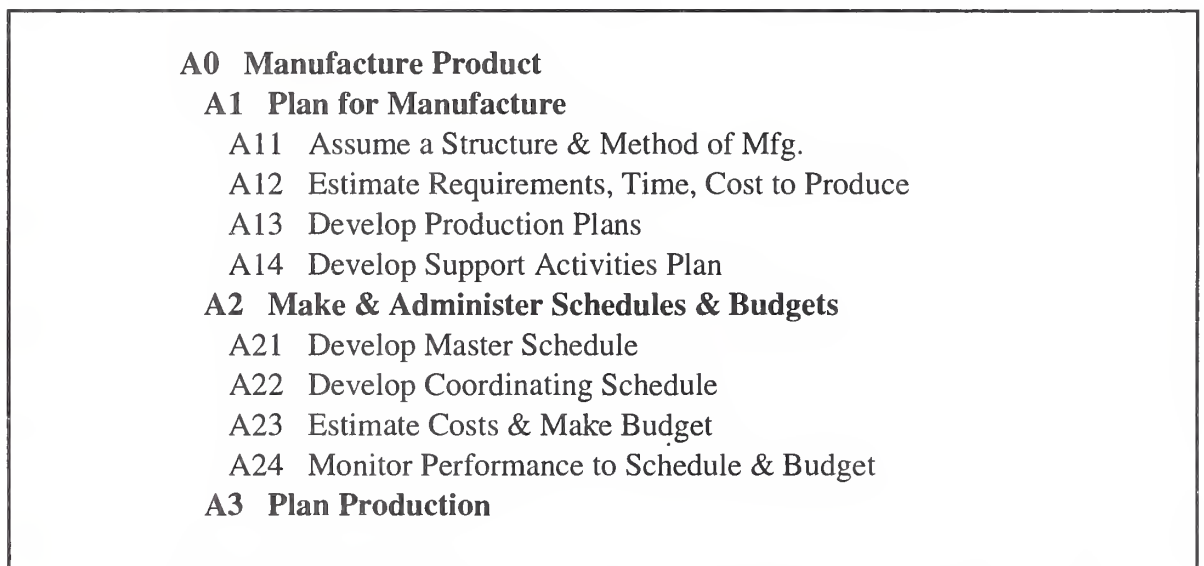 A0 Manufacture Product
A1 Plan for Manufacture
A11 Assume a Structure & Method of Mfg.
A12 Estimate Requirements, Time, Cost to Produce
A13 Develop Production Plans
A14 Develop Support Activities Plan
A2 Make & Administer Schedules & Budgets
A21 Develop Master Schedule
A22 Develop Coordinating Schedule
A23 Estimate Costs & Make Budget
A24 Monitor Performance to Schedule & Budget
A3 Plan Production